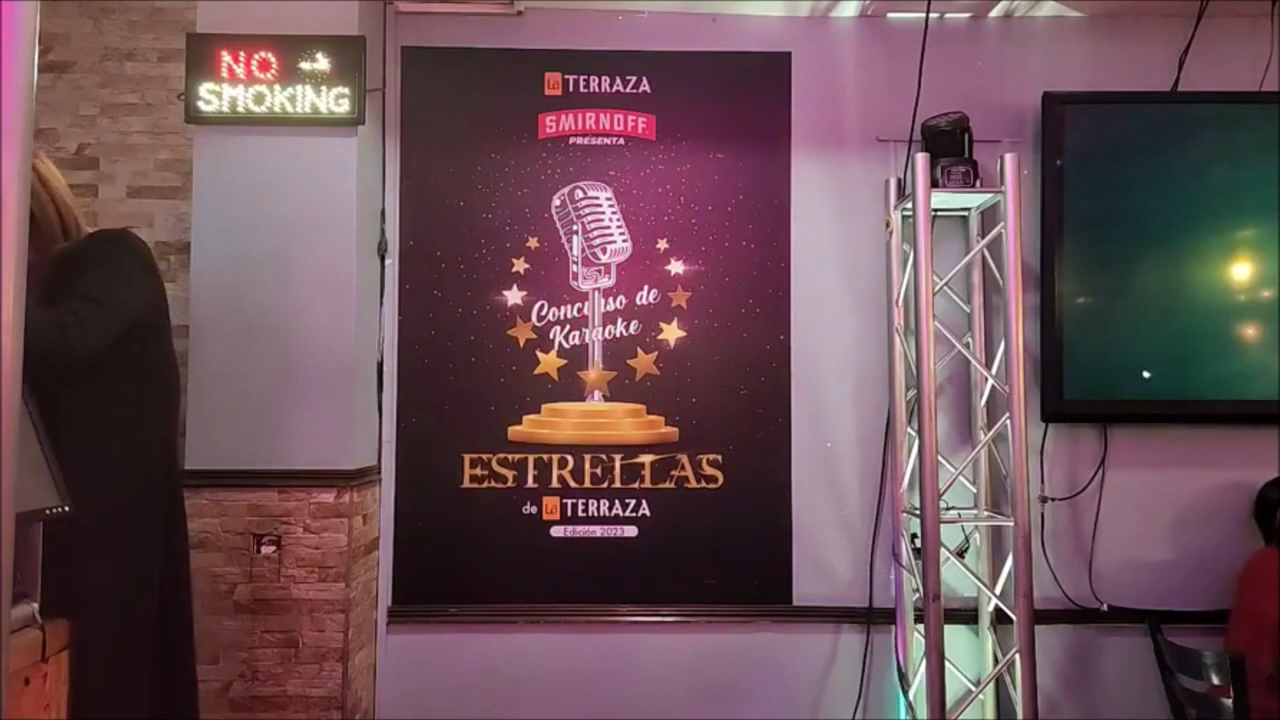 NO
SMOKING
La TERRAZA
SMIRNOFF
PRESENTA
Concurso de
Karaoke
ESTRELLAS
de La TERRAZA
Edición 2023